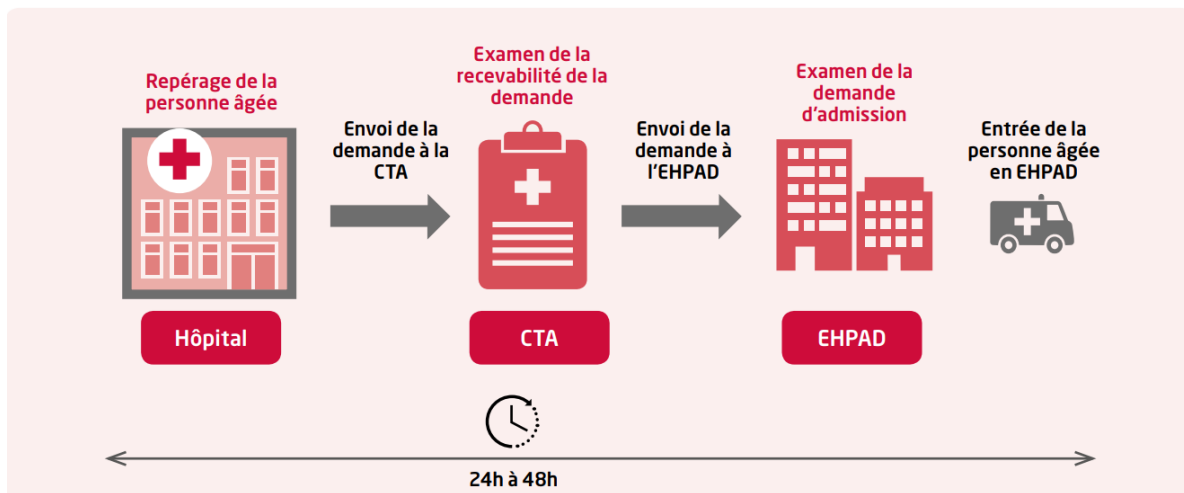 Repérage de la
personne âgée
Envoi de la
demande à la
CTA
Examen de la
recevabilité de la
demande
Envoi de la
demande à
l'EHPAD
Examen de la
demande
d'admission
Entrée de la
personne âgée
en EHPAD
Hôpital
CTA
EHPAD
24h à 48h